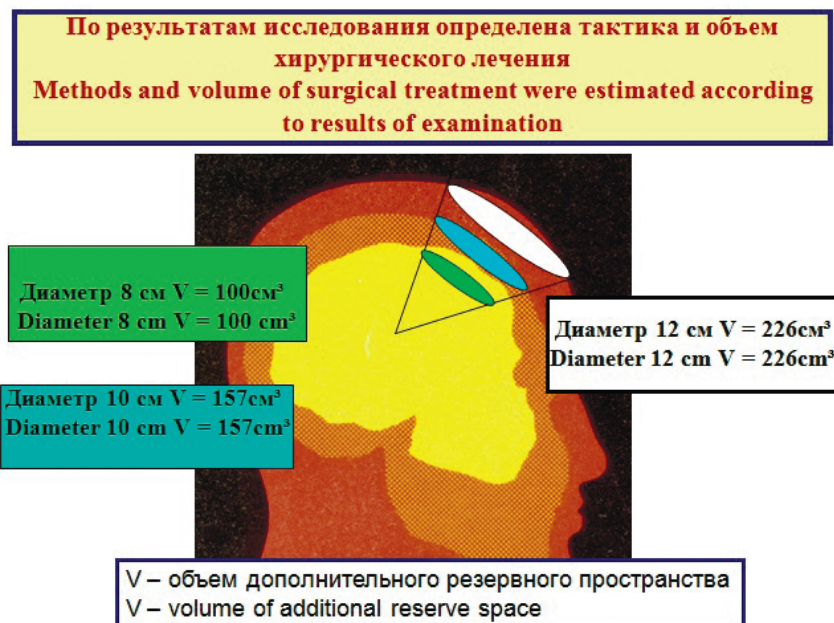 По результатам исследования определена тактика и объем
хирургического лечения
Methods and volume of surgical treatment were estimated according
to results of examination
Диаметр 8 см V = 100см³
Diameter 8 cm V = 100 cm³
Диаметр 12 см V = 226см³
Diameter 12 cm V = 226cm³
Диаметр 10 см V = 157см³
Diameter 10 cm V = 157cm³
V – объем дополнительного резервного пространства
V – volume of additional reserve space